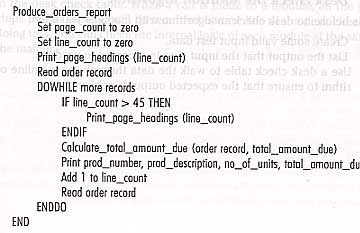 Produce_orders_report
Set page_count to zero
Set line_count to zero
Print_page_headings (line_count)
Read order record
DOWHILE more records
IF line_count > 45 THEN
Print_page_headings (line_count)
ENDIF
Calculate_total_amount_due (order record, total_amount_due)
Print prod_number, prod_description, no_of_units, total_amount_du
Add 1 to line_count
Read order record
ENDDO
END